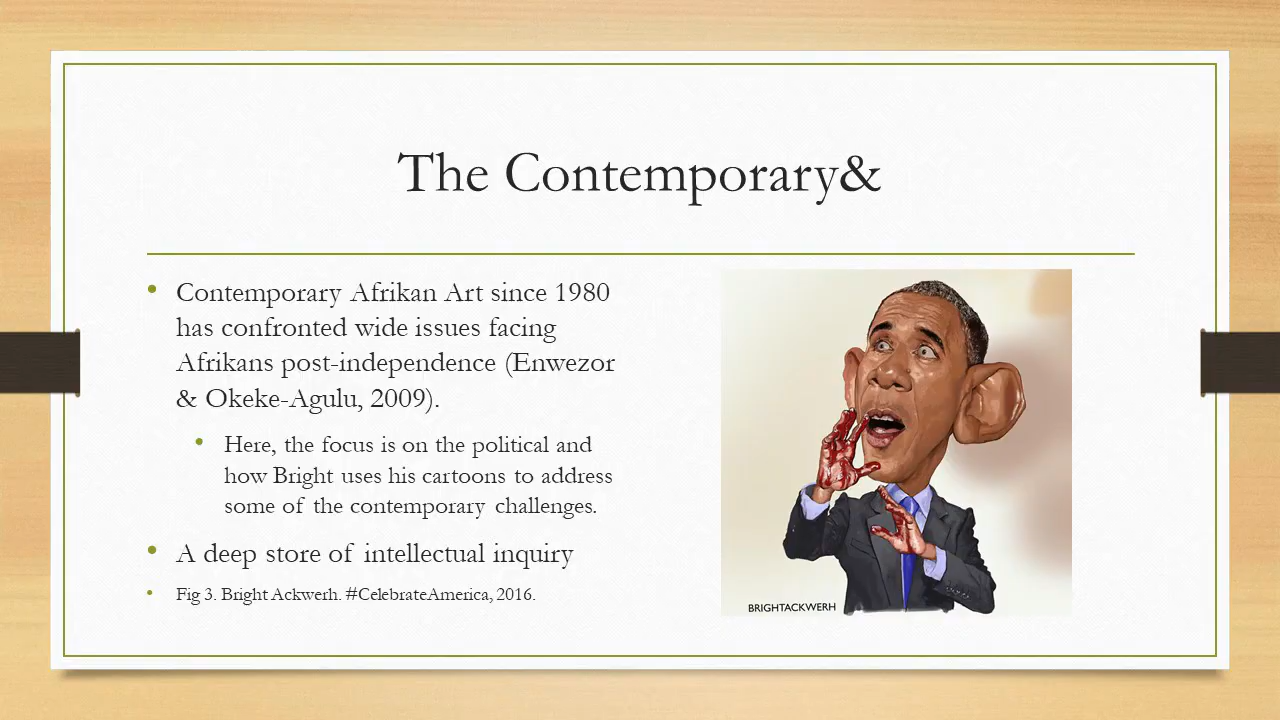 The Contemporary&
Contemporary Afrikan Art since 1980
has confronted wide issues facing
Afrikans post-independence (Enwezor
& Okeke-Agulu, 2009).
Here, the focus is on the political and
how Bright uses his cartoons to address
some of the contemporary challenges.
A deep store of intellectual inquiry
Fig 3. Bright Ackwerh. #CelebrateAmerica, 2016.
BRIGHTACKWERH